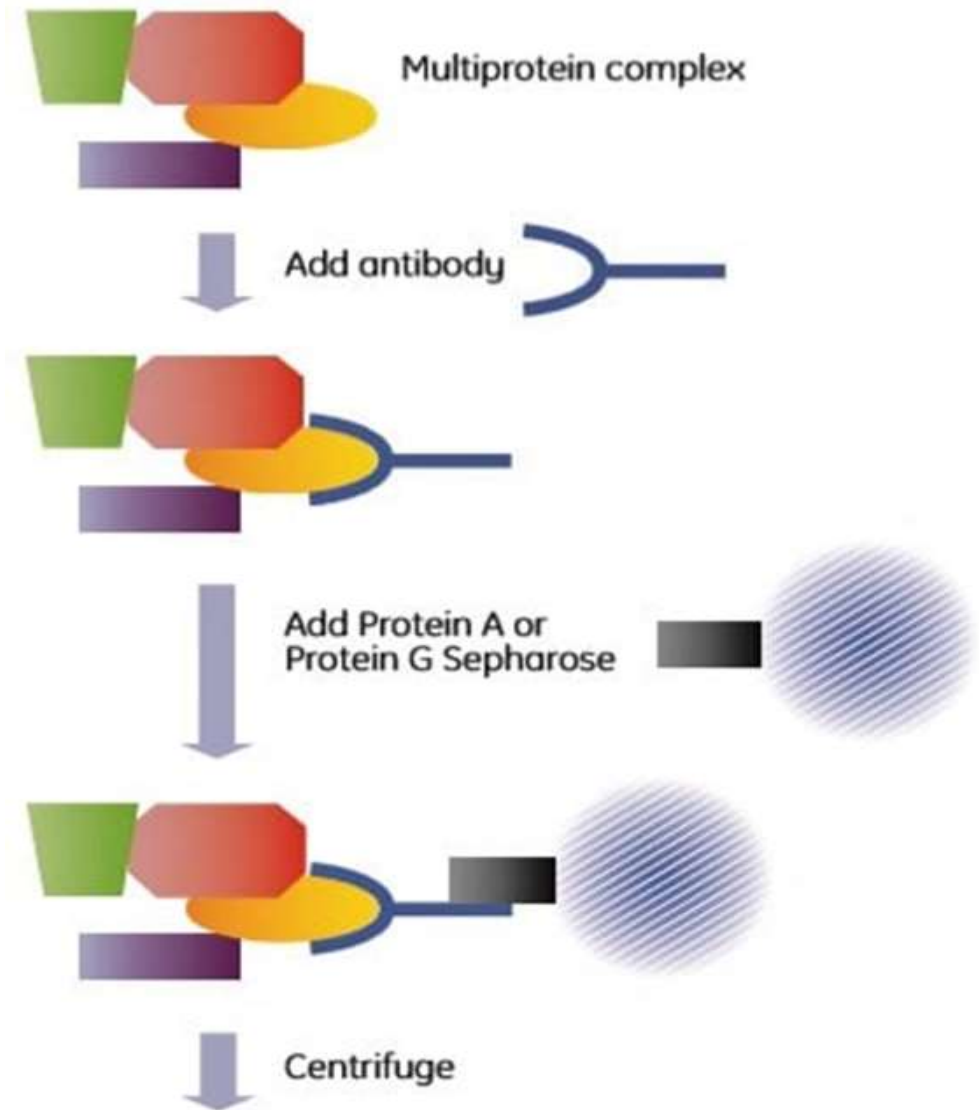 Multiprotein complex
Add antibody
Add Protein A or
Protein G Sepharose
Centrifuge